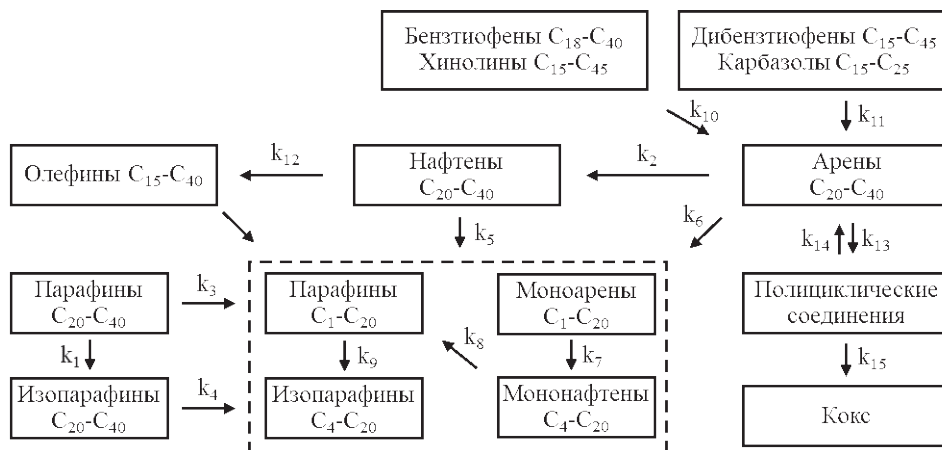 Бензтиофены C₁₈-C₄₀
Хинолины C₁₅-C₄₅
Дибензтиофены C₁₅-C₄₅
Карбазолы C₁₅-C₂₅
k₁₀
k₁₁
Олефины C₁₅-C₄₀
k₁₂
Нафтены
C₂₀-C₄₀
k₂
Арены
C₂₀-C₄₀
k₅
k₆
k₁₄
k₁₃
Парафины
C₂₀-C₄₀
k₃
Парафины
C₁-C₂₀
Моноарены
C₁-C₂₀
Полициклические
соединения
k₁
k₉
k₈
k₇
k₁₅
Изопарафины
C₂₀-C₄₀
k₄
Изопарафины
C₄-C₂₀
Мононафтены
C₄-C₂₀
Кокс